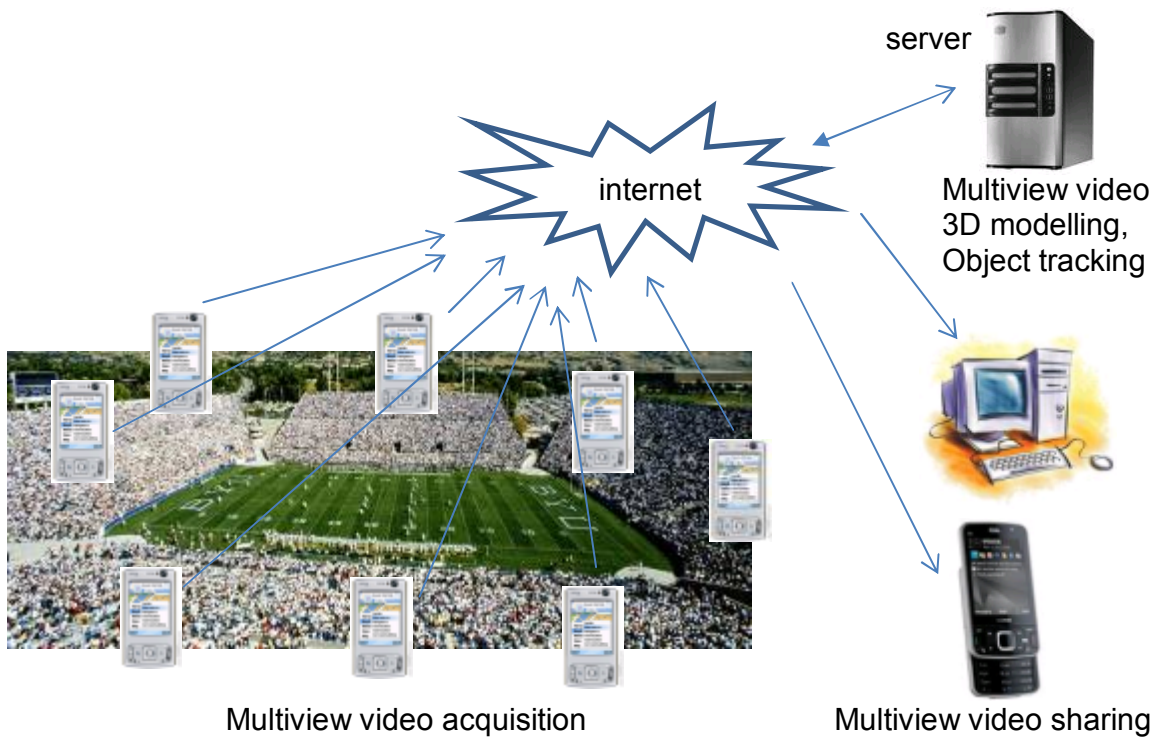 server
internet
Multiview video
3D modelling,
Object tracking
Multiview video acquisition
Multiview video sharing